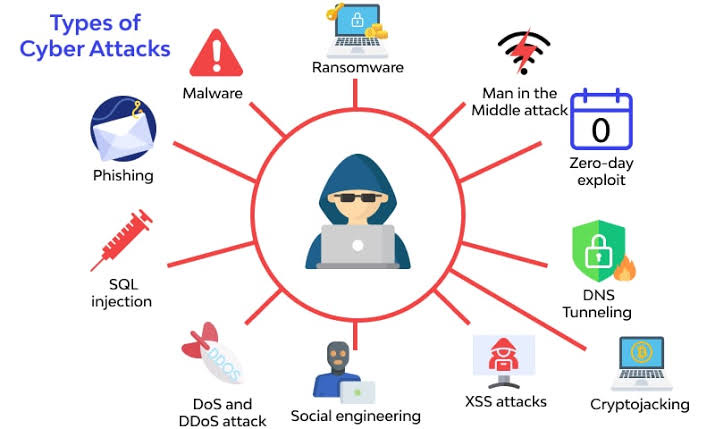 Types of
Cyber Attacks
Malware
Ransomware
Man in the
Middle attack
0
Zero-day
exploit
Phishing
SQL
injection
DNS
Tunneling
DDOS
DoS and
DDoS attack
Social engineering
XSS attacks
Cryptojacking